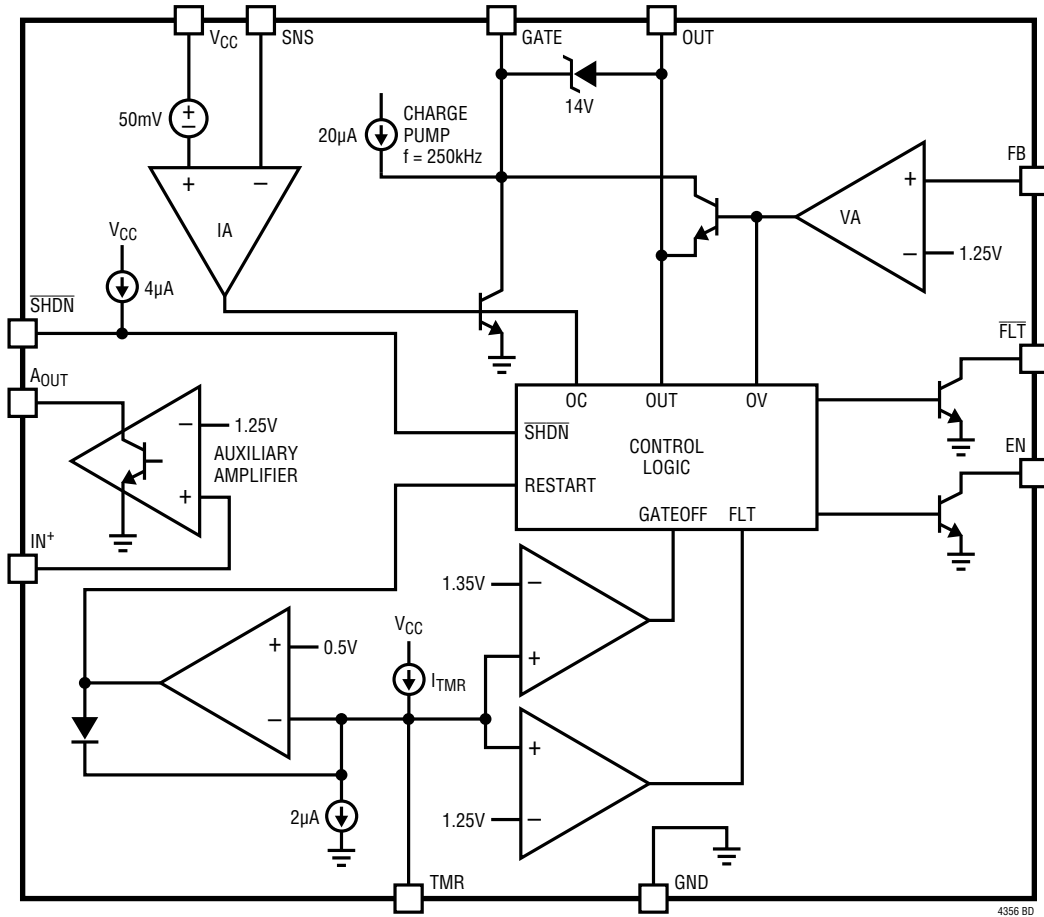 VCC
SNS
GATE
OUT
50mV
+
−
20µA
CHARGE
PUMP
f = 250kHz
14V
FB
+
−
IA
+
VA
−
1.25V
VCC
4µA
SHDN
FLT
AOUT
−
1.25V
AUXILIARY
AMPLIFIER
+
IN+
OC
OUT
OV
SHDN
CONTROL
LOGIC
RESTART
GATEOFF
FLT
EN
1.35V
−
+
+
0.5V
−
VCC
ITMR
+
1.25V
−
2µA
TMR
GND
4356 BD